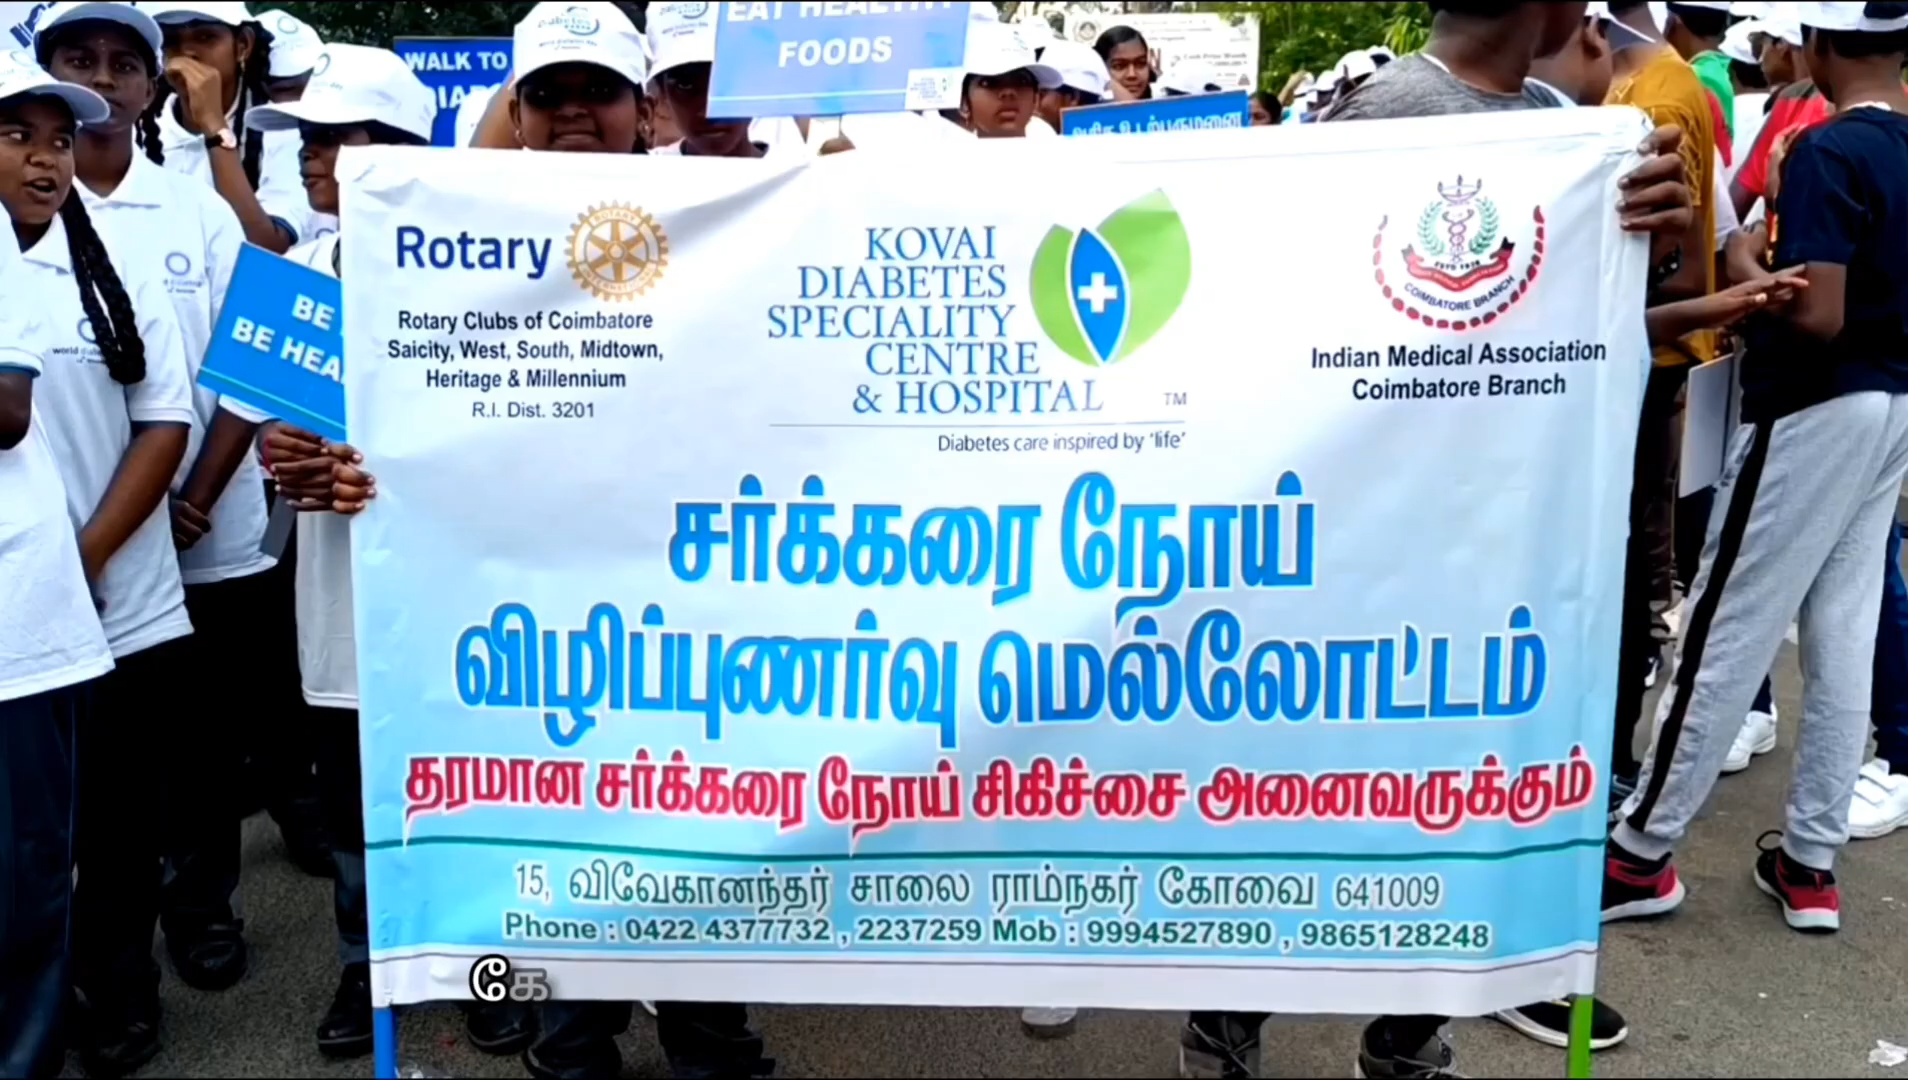 EAT HEALTHY
FOODS
WALK TO
BE
BE HEA
Rotary
Rotary Clubs of Coimbatore
Saicity, West, South, Midtown,
Heritage & Millennium
R.I. Dist. 3201
KOVAI
DIABETES
SPECIALITY
CENTRE
& HOSPITAL
TM
Diabetes care inspired by 'life'
ESTD 1928
COIMBATORE BRANCH
Indian Medical Association
Coimbatore Branch
சர்க்கரை நோய்
விழிப்புணர்வு மெல்லோட்டம்
தரமான சர்க்கரை நோய் சிகிச்சை அனைவருக்கும்
15, விவேகானந்தர் சாலை ராம்நகர் கோவை 641009
Phone : 0422 4377732 , 2237259 Mob : 9994527890 , 9865128248
கே